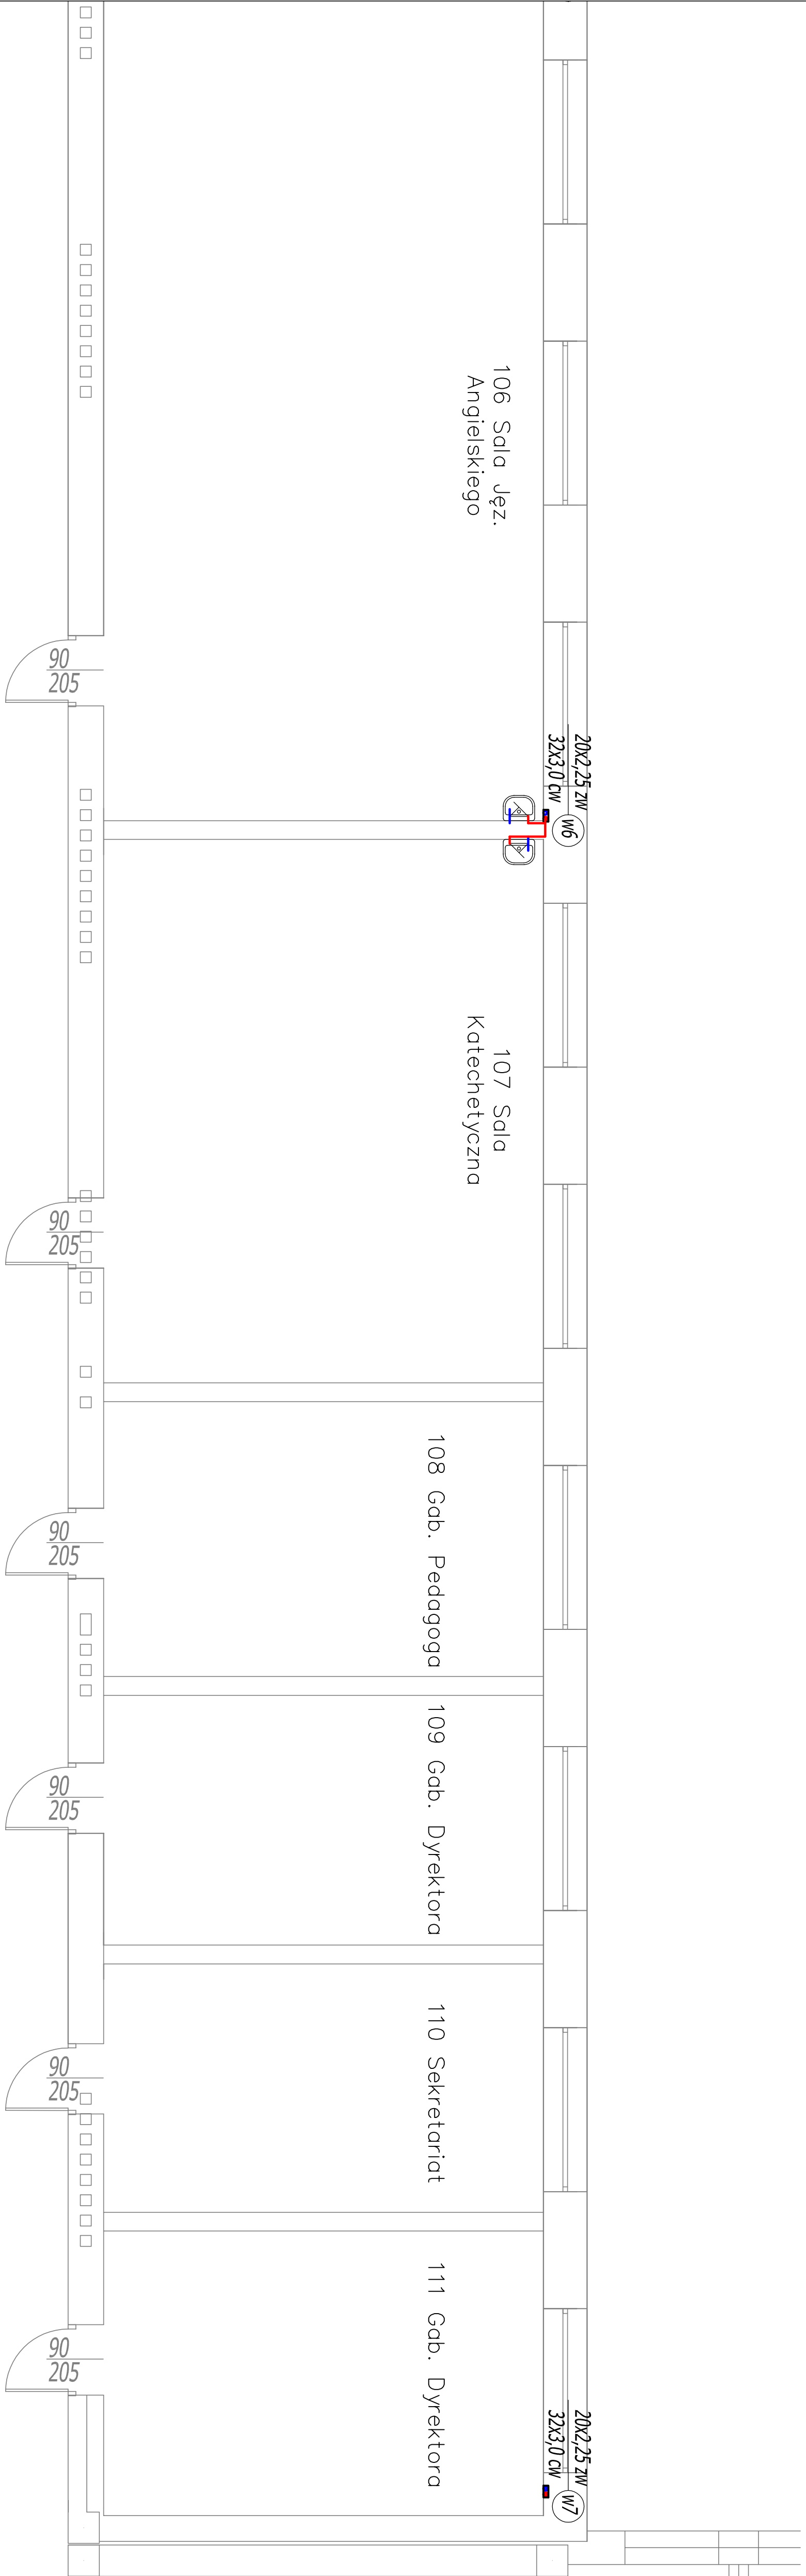 106 Sala Jęz.
Angielskiego
90
205
20x2,25 zw
32x3,0 cw
W6
107 Sala
Katechetyczna
90
205
108 Gab. Pedagoga
90
205
109 Gab. Dyrektora
90
205
110 Sekretariat
90
205
111 Gab. Dyrektora
90
205
20x2,25 zw
32x3,0 cw
W7